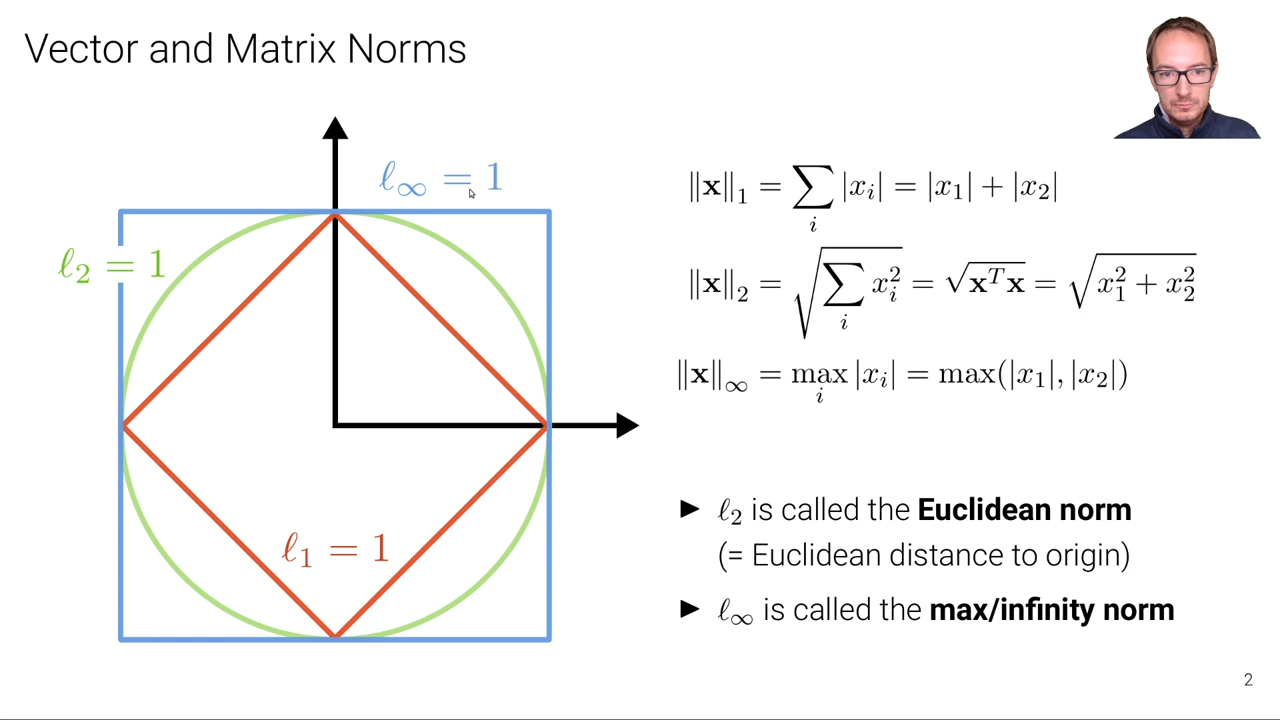 Vector and Matrix Norms
ℓ∞ = 1
ℓ₂ = 1
ℓ₁ = 1
‖x‖₁ = ∑ᵢ |xᵢ| = |x₁| + |x₂|
‖x‖₂ = √(∑ᵢ xᵢ²) = √(xᵀx) = √(x₁² + x₂²)
‖x‖∞ = maxᵢ |xᵢ| = max(|x₁|, |x₂|)
► ℓ₂ is called the Euclidean norm
(= Euclidean distance to origin)
► ℓ∞ is called the max/infinity norm
2